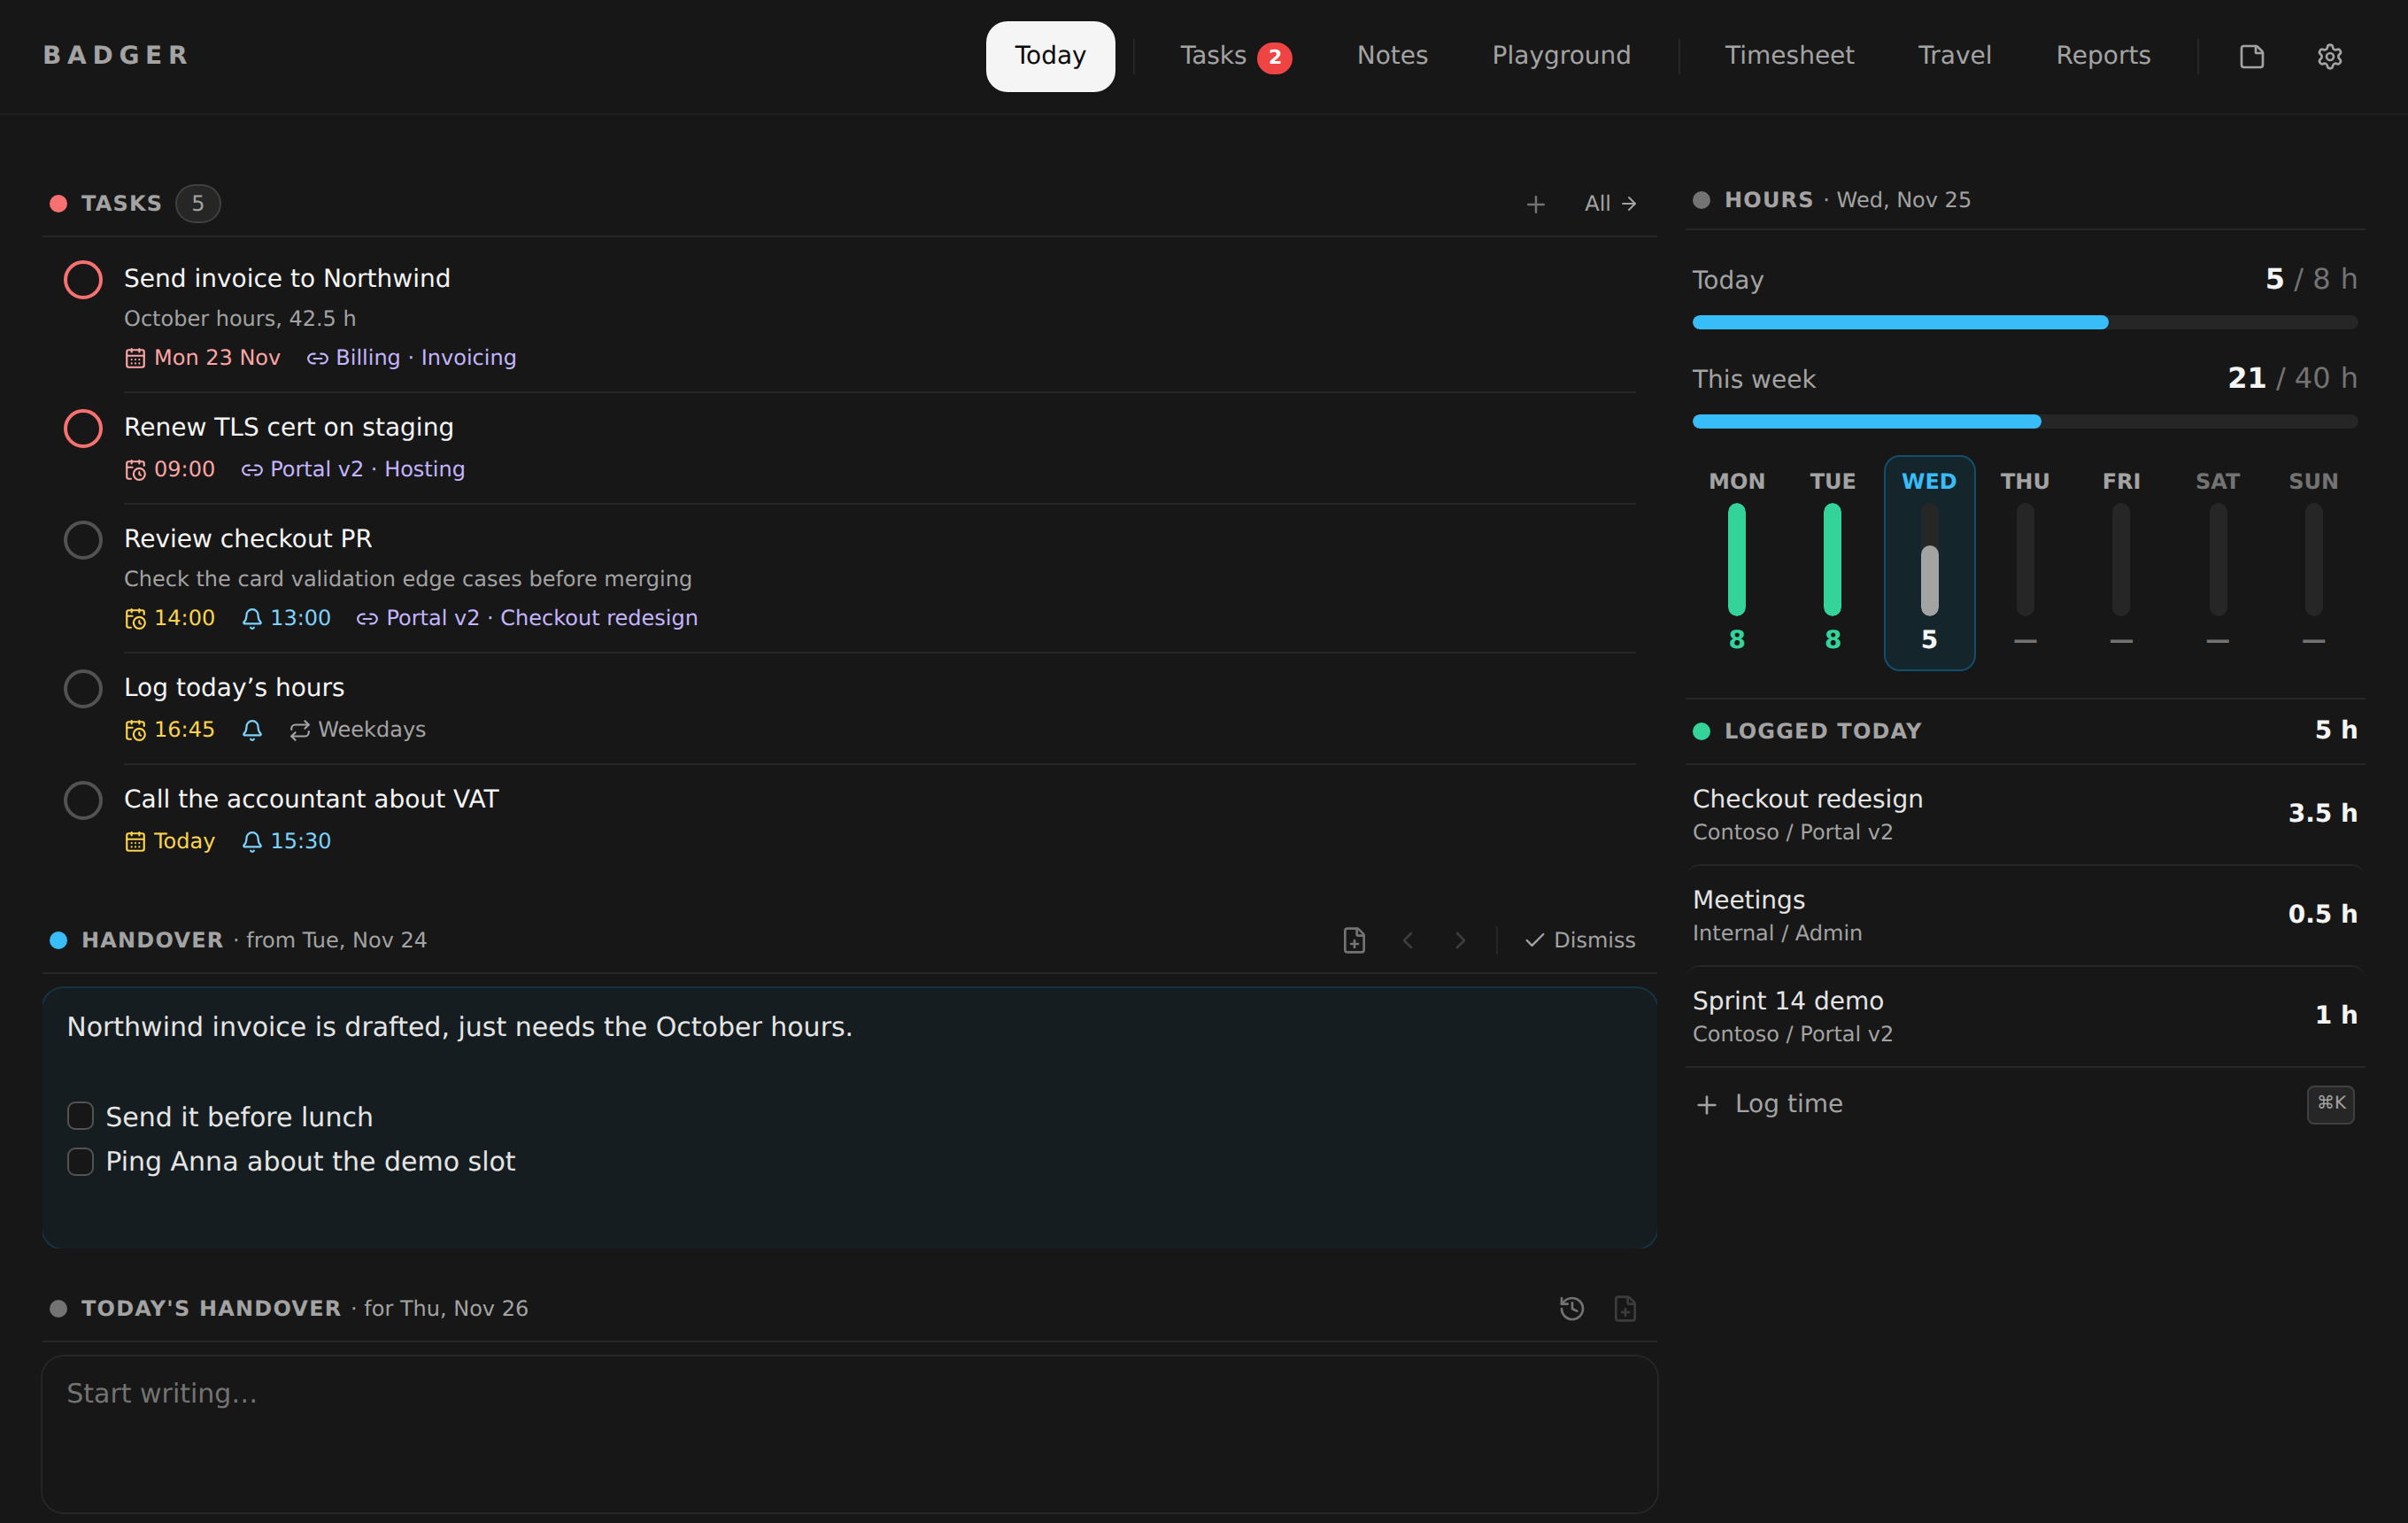 BADGER
Today
Tasks 2
Notes
Playground
Timesheet
Travel
Reports
TASKS 5
All →
Send invoice to Northwind
October hours, 42.5 h
Mon 23 Nov Billing · Invoicing
Renew TLS cert on staging
09:00 Portal v2 · Hosting
Review checkout PR
Check the card validation edge cases before merging
14:00 13:00 Portal v2 · Checkout redesign
Log today’s hours
16:45 Weekdays
Call the accountant about VAT
Today 15:30
HANDOVER · from Tue, Nov 24
Dismiss
Northwind invoice is drafted, just needs the October hours.
Send it before lunch
Ping Anna about the demo slot
TODAY'S HANDOVER · for Thu, Nov 26
Start writing…
HOURS · Wed, Nov 25
Today 5 / 8 h
This week 21 / 40 h
MON TUE WED THU FRI SAT SUN
8 8 5 — — — —
LOGGED TODAY 5 h
Checkout redesign 3.5 h
Contoso / Portal v2
Meetings 0.5 h
Internal / Admin
Sprint 14 demo 1 h
Contoso / Portal v2
Log time ⌘K